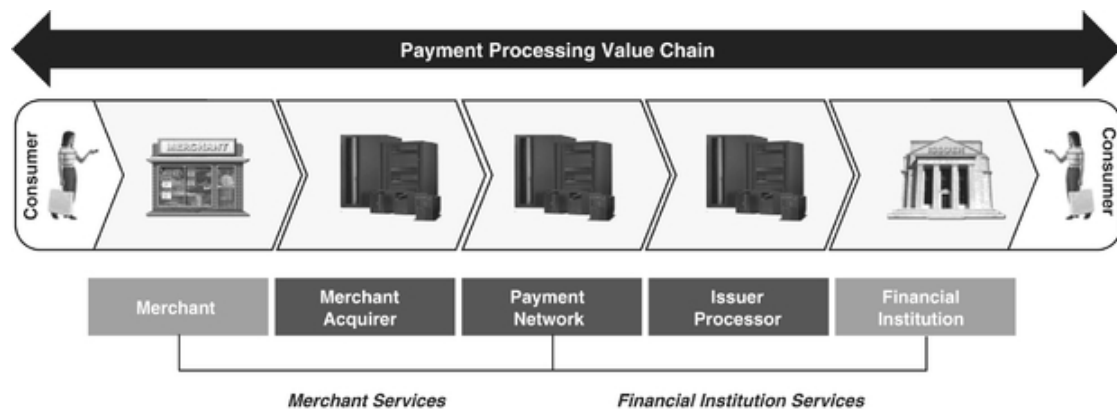 Payment Processing Value Chain
Consumer
MERCHANT
ISSUER
Consumer
Merchant
Merchant
Acquirer
Payment
Network
Issuer
Processor
Financial
Institution
Merchant Services
Financial Institution Services